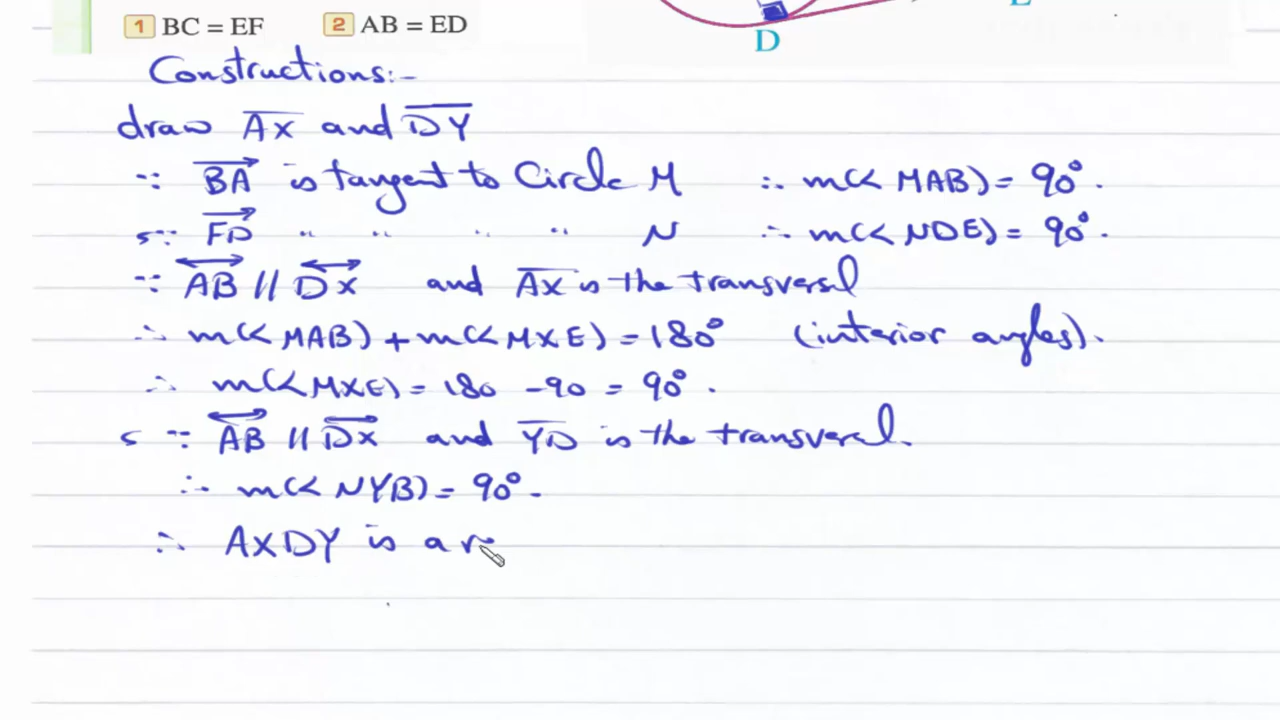 1 BC = EF 2 AB = ED
D
Constructions:-
draw AX and DY
∵ BA is tangent to Circle M ∴ m(< MAB) = 90°.
, ∵ FD " " " " N ∴ m(< NDE) = 90°.
∵ AB // DX and AX is the transversal
∴ m(< MAB) + m(< MXE) = 180° (interior angles).
∴ m(< MXE) = 180 - 90 = 90°.
, ∵ AB // DX and YD is the transversal.
∴ m(< NYB) = 90°.
∴ AXDY is a r